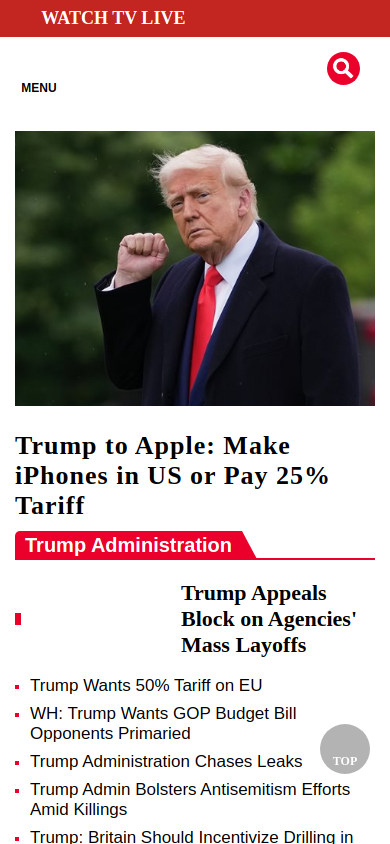 WATCH TV LIVE
MENU
Trump to Apple: Make
iPhones in US or Pay 25%
Tariff
Trump Administration
Trump Appeals
Block on Agencies'
Mass Layoffs
Trump Wants 50% Tariff on EU
WH: Trump Wants GOP Budget Bill
Opponents Primaried
Trump Administration Chases Leaks
TOP
Trump Admin Bolsters Antisemitism Efforts
Amid Killings
Trump: Britain Should Incentivize Drilling in